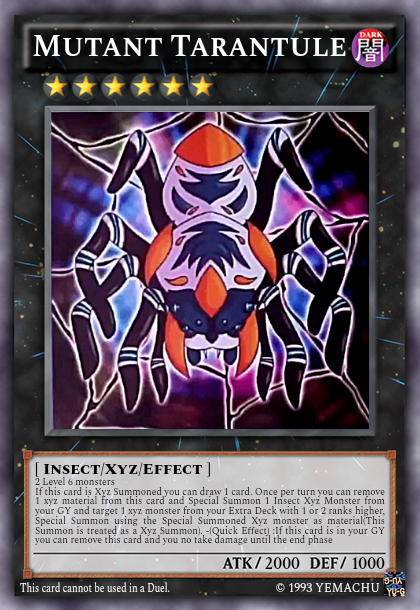 MUTANT TARANTULE
DARK
闇
[ INSECT/XYZ/EFFECT ]
2 Level 6 monsters
If this card is Xyz Summoned you can draw 1 card. Once per turn you can remove
1 xyz material from this card and Special Summon 1 Insect Xyz Monster from
your GY and target 1 xyz monster from your Extra Deck with 1 or 2 ranks higher,
Special Summon using the Special Summoned Xyz monster as material(This
Summon is treated as a Xyz Summon). -(Quick Effect) :If this card is in your GY
you can remove this card and you no take damage until the end phase
ATK / 2000 DEF / 1000
This card cannot be used in a Duel.
© 1993 YEMACHU